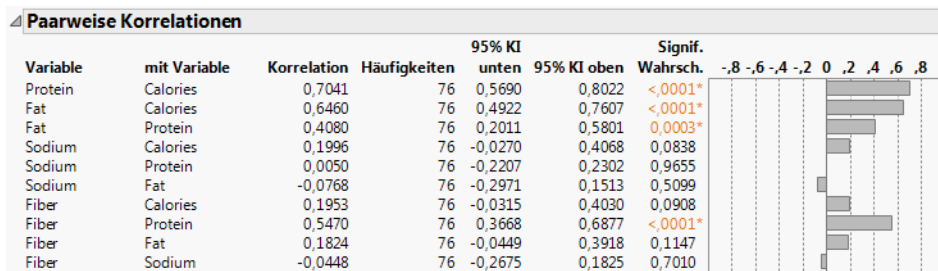 Paarweise Korrelationen
95% KI Signif.
Variable mit Variable Korrelation Häufigkeiten unten 95% KI oben Wahrsch. -,8 -,6 -,4 -,2 0 ,2 ,4 ,6 ,8
Protein Calories 0,7041 76 0,5690 0,8022 <,0001*
Fat Calories 0,6460 76 0,4922 0,7607 <,0001*
Fat Protein 0,4080 76 0,2011 0,5801 0,0003*
Sodium Calories 0,1996 76 -0,0270 0,4068 0,0838
Sodium Protein 0,0050 76 -0,2207 0,2302 0,9655
Sodium Fat -0,0768 76 -0,2971 0,1513 0,5099
Fiber Calories 0,1953 76 -0,0315 0,4030 0,0908
Fiber Protein 0,5470 76 0,3668 0,6877 <,0001*
Fiber Fat 0,1824 76 -0,0449 0,3918 0,1147
Fiber Sodium -0,0448 76 -0,2675 0,1825 0,7010